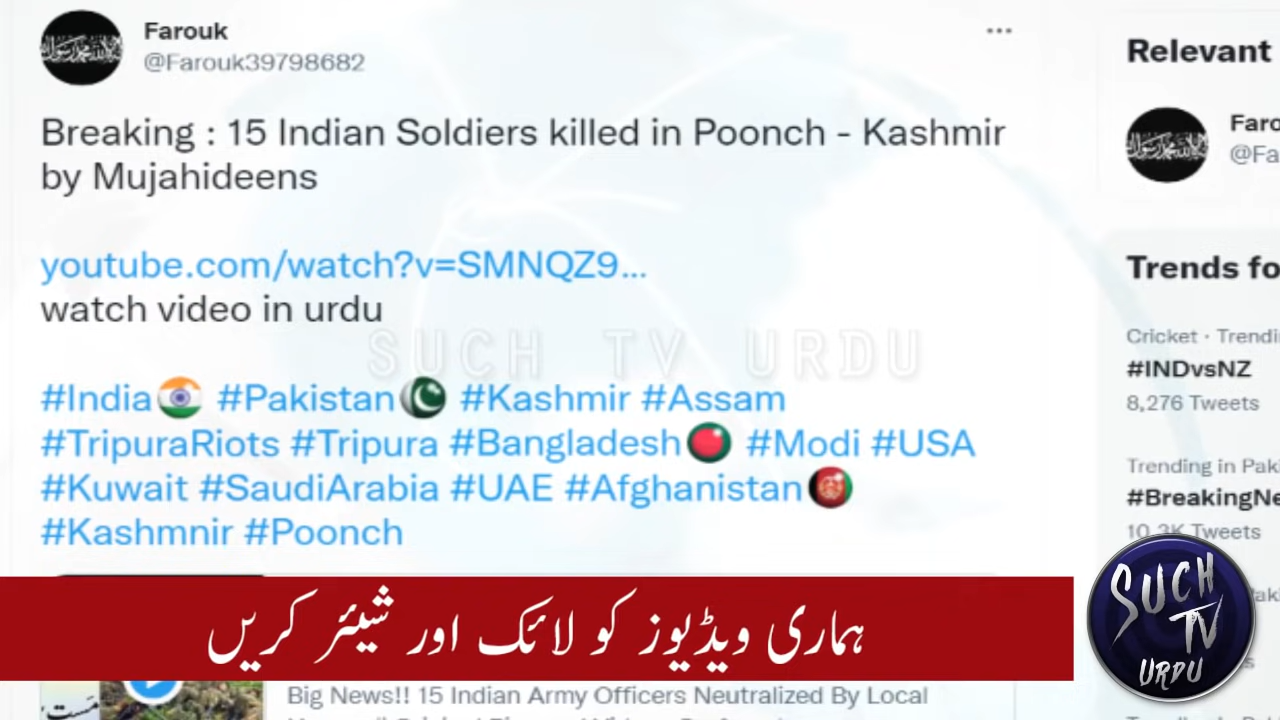 Farouk
@Farouk39798682
Breaking : 15 Indian Soldiers killed in Poonch - Kashmir
by Mujahideens
youtube.com/watch?v=SMNQZ9...
watch video in urdu
SUCH TV URDU
#India #Pakistan #Kashmir #Assam
#TripuraRiots #Tripura #Bangladesh #Modi #USA
#Kuwait #SaudiArabia #UAE #Afghanistan
#Kashmnir #Poonch
Relevant
Faro
@Fa
Trends fo
Cricket · Trendi
#INDvsNZ
8,276 Tweets
Trending in Paki
#BreakingNe
10.3K Tweets
ہماری ویڈیوز کو لائک اور شیئر کریں
SUCH
TV
URDU
Big News!! 15 Indian Army Officers Neutralized By Local